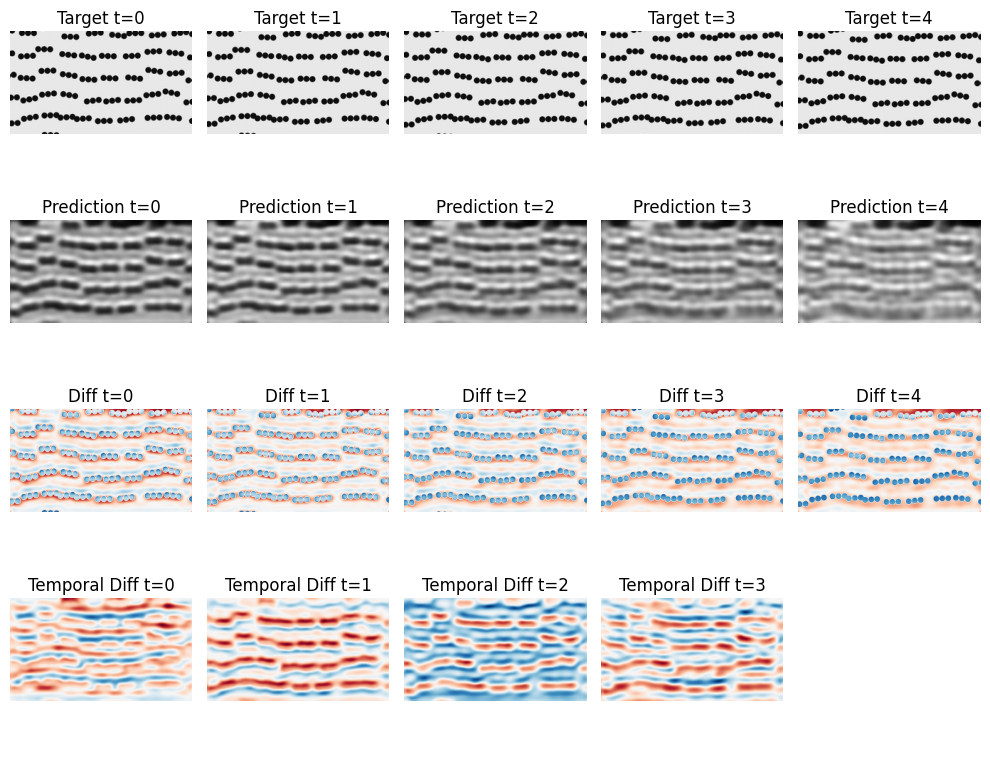 Target t=0 Target t=1 Target t=2 Target t=3 Target t=4
Prediction t=0 Prediction t=1 Prediction t=2 Prediction t=3 Prediction t=4
Diff t=0 Diff t=1 Diff t=2 Diff t=3 Diff t=4
Temporal Diff t=0 Temporal Diff t=1 Temporal Diff t=2 Temporal Diff t=3